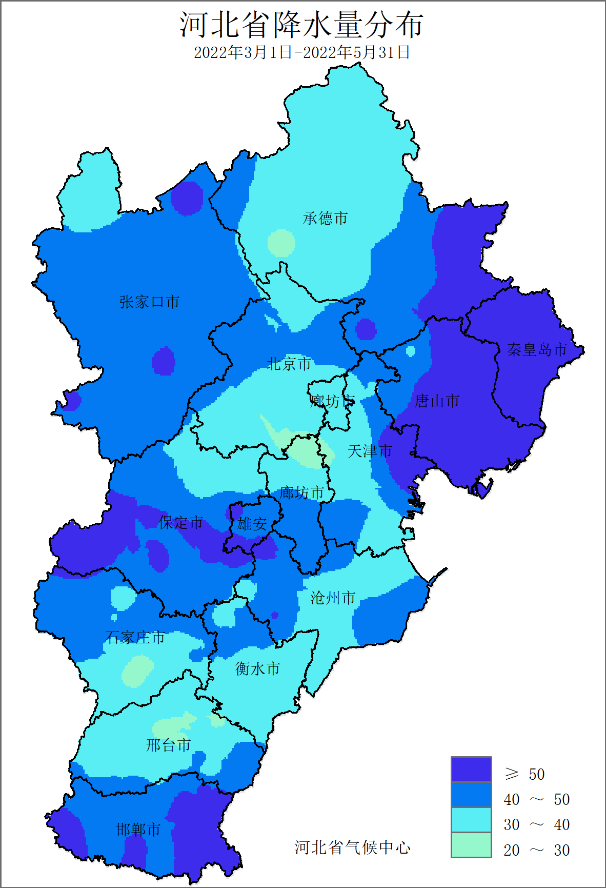 河北省降水量分布
2022年3月1日-2022年5月31日
承德市
张家口市
秦皇岛市
北京市
廊坊市
唐山市
天津市
廊坊市
保定市
雄安
沧州市
石家庄市
衡水市
邢台市
邯郸市
≥ 50
40 ~ 50
30 ~ 40
20 ~ 30
河北省气候中心